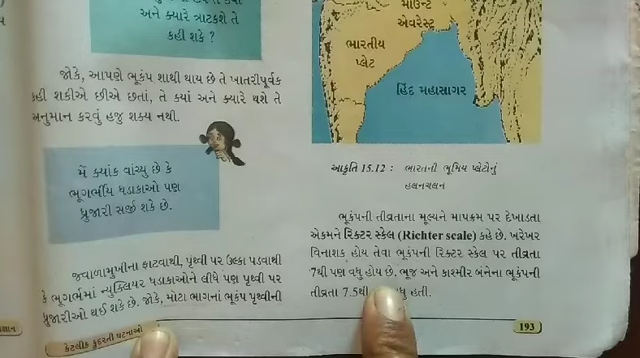 અને ક્યારે ત્રાટકશે તે
કહી શકે ?
જોકે, આપણે ભૂકંપ શાથી થાય છે તે ખાતરીપૂર્વક
કહી શકીએ છીએ છતાં, તે ક્યાં અને ક્યારે થશે તે
અનુમાન કરવું હજુ શક્ય નથી.
મેં ક્યાંક વાંચ્યુ છે કે
ભૂગર્ભીય ધડાકાઓ પણ
ધ્રુજારી સર્જી શકે છે.
જ્વાળામુખીના ફાટવાથી, પૃથ્વી પર ઉલ્કા પડવાથી
કે ભૂગર્ભમાં ન્યુક્લિયર ધડાકાઓને લીધે પણ પૃથ્વી પર
ધ્રુજારીઓ થઈ શકે છે. જોકે, મોટા ભાગનાં ભૂકંપ પૃથ્વીની
કેટલીક કુદરતી ઘટનાઓ
માઉન્ટ
એવરેસ્ટ
ભારતીય
પ્લેટ
હિંદ મહાસાગર
આકૃતિ 15.12 : ભારતની ભૂમિય પ્લેટોનું
હલનચલન
ભૂકંપની તીવ્રતાના મૂલ્યને માપક્રમ પર દેખાડતા
એકમને રિક્ટર સ્કેલ (Richter scale) કહે છે. ખરેખર
વિનાશક હોય તેવા ભૂકંપની રિક્ટર સ્કેલ પર તીવ્રતા
7થી પણ વધુ હોય છે. ભૂજ અને કાશ્મીર બંનેના ભૂકંપની
તીવ્રતા 7.5થી હતી.
193